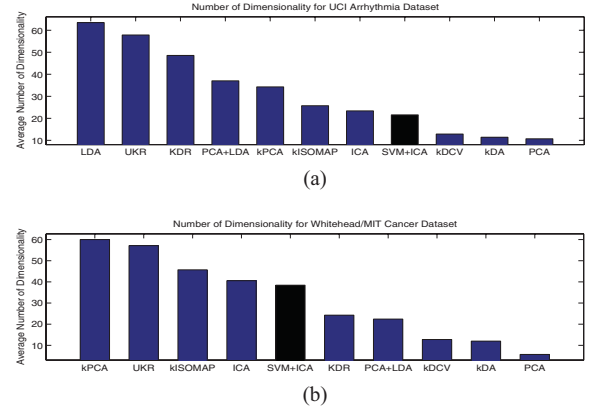 Number of Dimensionality for UCI Arrhythmia Dataset
Average Number of Dimensionality
60
50
40
30
20
10
LDA UKR KDR PCA+LDA kPCA kISOMAP ICA SVM+ICA kDCV kDA PCA
(a)
Number of Dimensionality for Whitehead/MIT Cancer Dataset
Average Number of Dimensionality
60
50
40
30
20
10
kPCA UKR kISOMAP ICA SVM+ICA KDR PCA+LDA kDCV kDA PCA
(b)